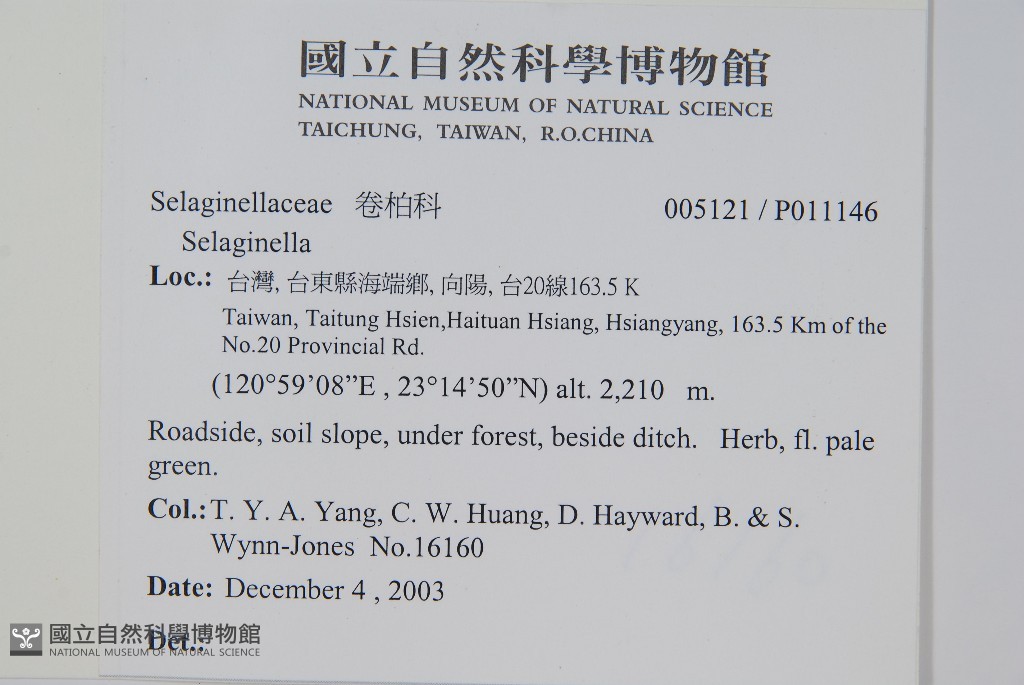 國立自然科學博物館
NATIONAL MUSEUM OF NATURAL SCIENCE
TAICHUNG, TAIWAN, R.O.CHINA
Selaginellaceae 卷柏科 005121 / P011146
Selaginella
Loc.: 台灣, 台東縣海端鄉, 向陽, 台20線163.5 K
Taiwan, Taitung Hsien,Haituan Hsiang, Hsiangyang, 163.5 Km of the
No.20 Provincial Rd.
(120°59’08”E , 23°14’50”N) alt. 2,210 m.
Roadside, soil slope, under forest, beside ditch. Herb, fl. pale
green.
Col.: T. Y. A. Yang, C. W. Huang, D. Hayward, B. & S.
Wynn-Jones No.16160
Date: December 4 , 2003
Det.:
國立自然科學博物館
NATIONAL MUSEUM OF NATURAL SCIENCE